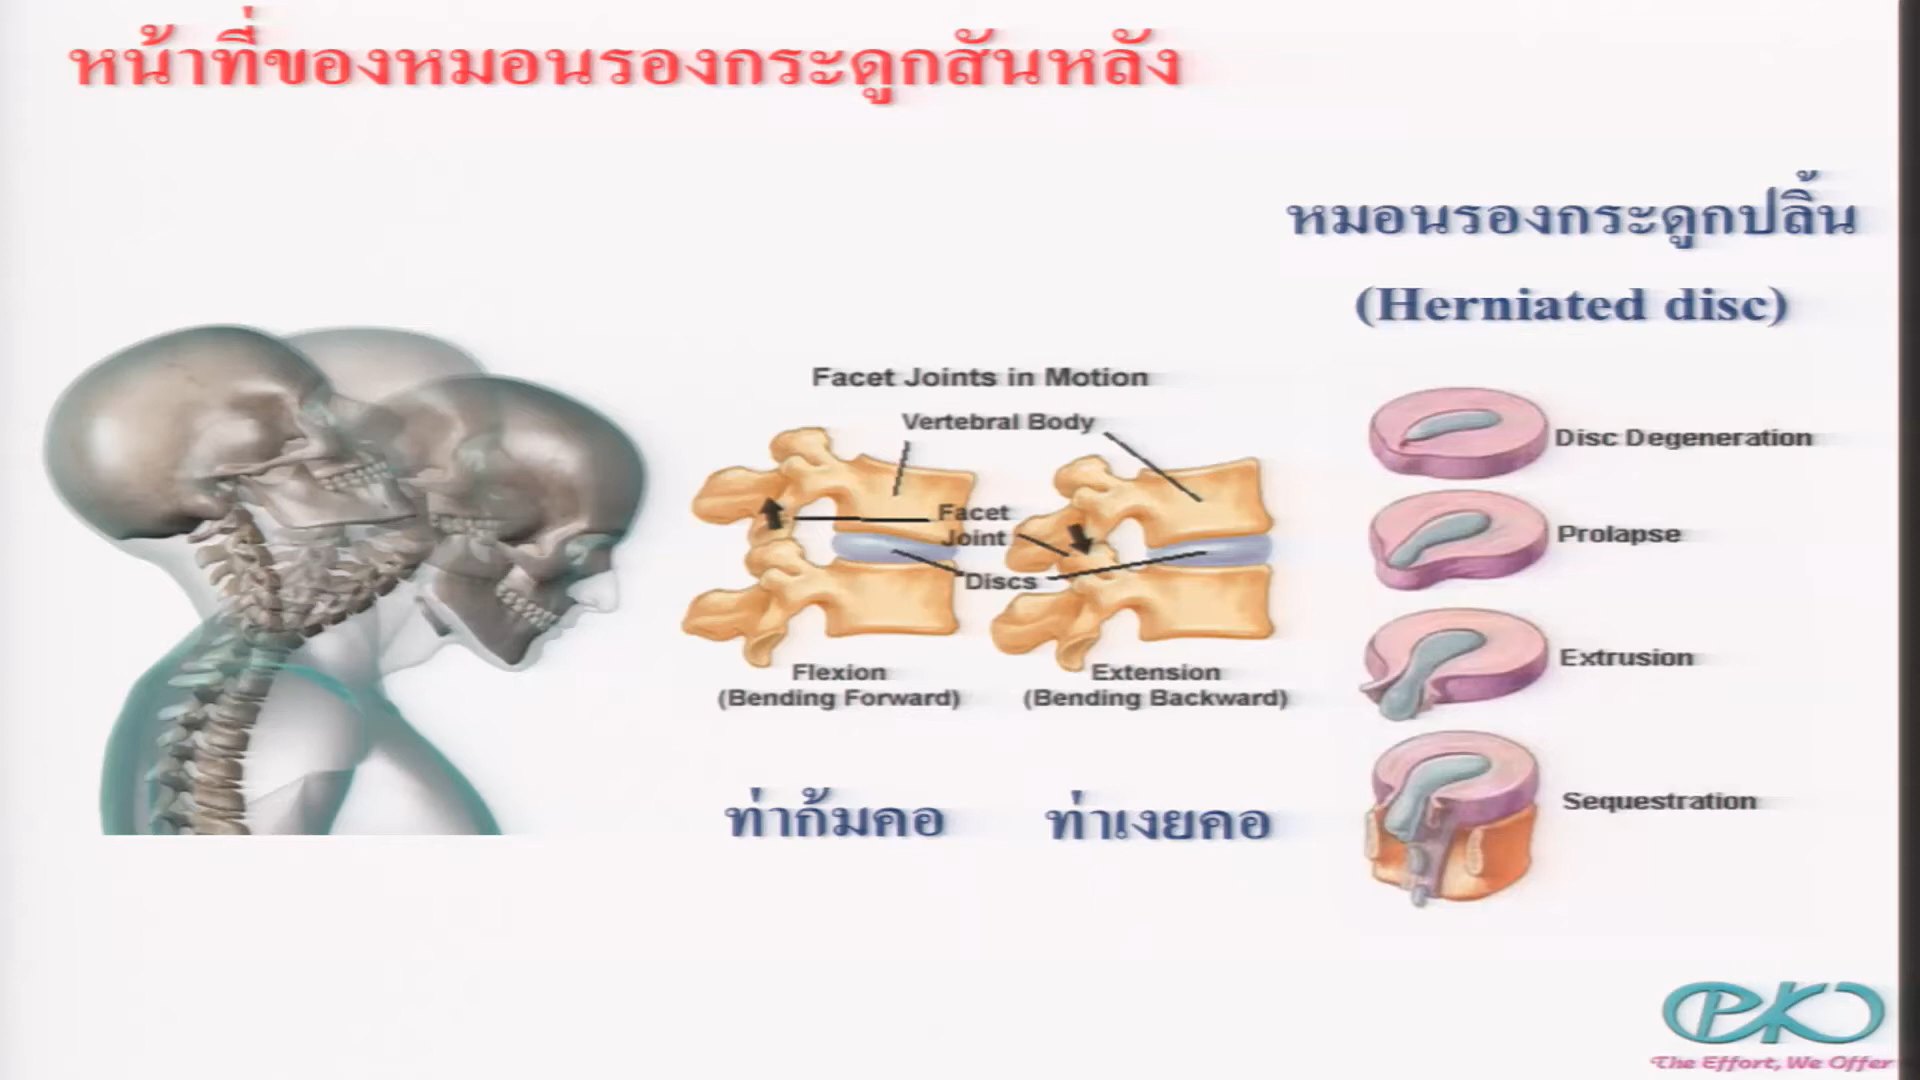 หน้าที่ของหมอนรองกระดูกสันหลัง
หมอนรองกระดูกปลิ้น
(Herniated disc)
Facet Joints in Motion
Vertebral Body
Facet
Joint
Discs
Flexion
(Bending Forward)
Extension
(Bending Backward)
ท่าก้มคอ
ท่าเงยคอ
Disc Degeneration
Prolapse
Extrusion
Sequestration
PK
The Effort, We Offer